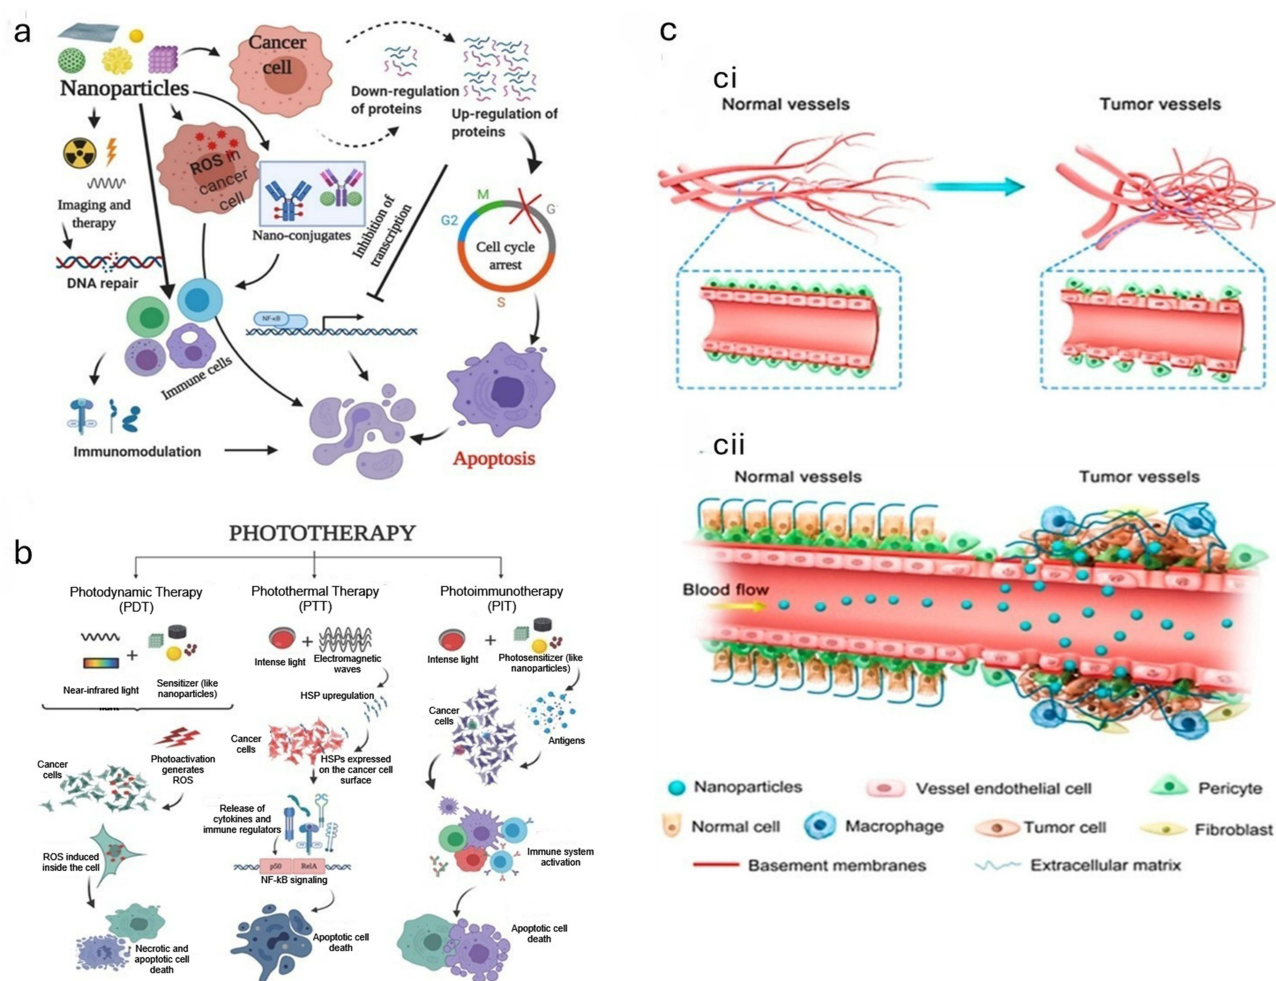 a
Cancer
cell
Nanoparticles
Down-regulation
of proteins
Up-regulation of
proteins
ROS in
cancer
cell
Imaging and
therapy
Nano-conjugates
Inhibition of
transcription
M
G
G2
Cell cycle
arrest
S
DNA repair
NF-κB
Immune cells
Immunomodulation
Apoptosis
b
PHOTOTHERAPY
Photodynamic Therapy
(PDT)
Near-infrared light
Sensitizer (like
nanoparticles)
Photoactivation
generates
ROS
Cancer
cells
ROS induced
inside the cell
Necrotic and
apoptotic cell
death
Photothermal Therapy
(PTT)
Intense light
Electromagnetic
waves
HSP upregulation
Cancer
cells
HSPs expressed
on the cancer cell
surface
Release of
cytokines and
immune regulators
p50
RelA
NF-kB signaling
Apoptotic cell
death
Photoimmunotherapy
(PIT)
Intense light
Photosensitizer (like
nanoparticles)
Cancer
cells
Antigens
Immune system
activation
Apoptotic cell
death
c
ci
Normal vessels
Tumor vessels
cii
Normal vessels
Tumor vessels
Blood flow
Nanoparticles
Vessel endothelial cell
Pericyte
Normal cell
Macrophage
Tumor cell
Fibroblast
Basement membranes
Extracellular matrix